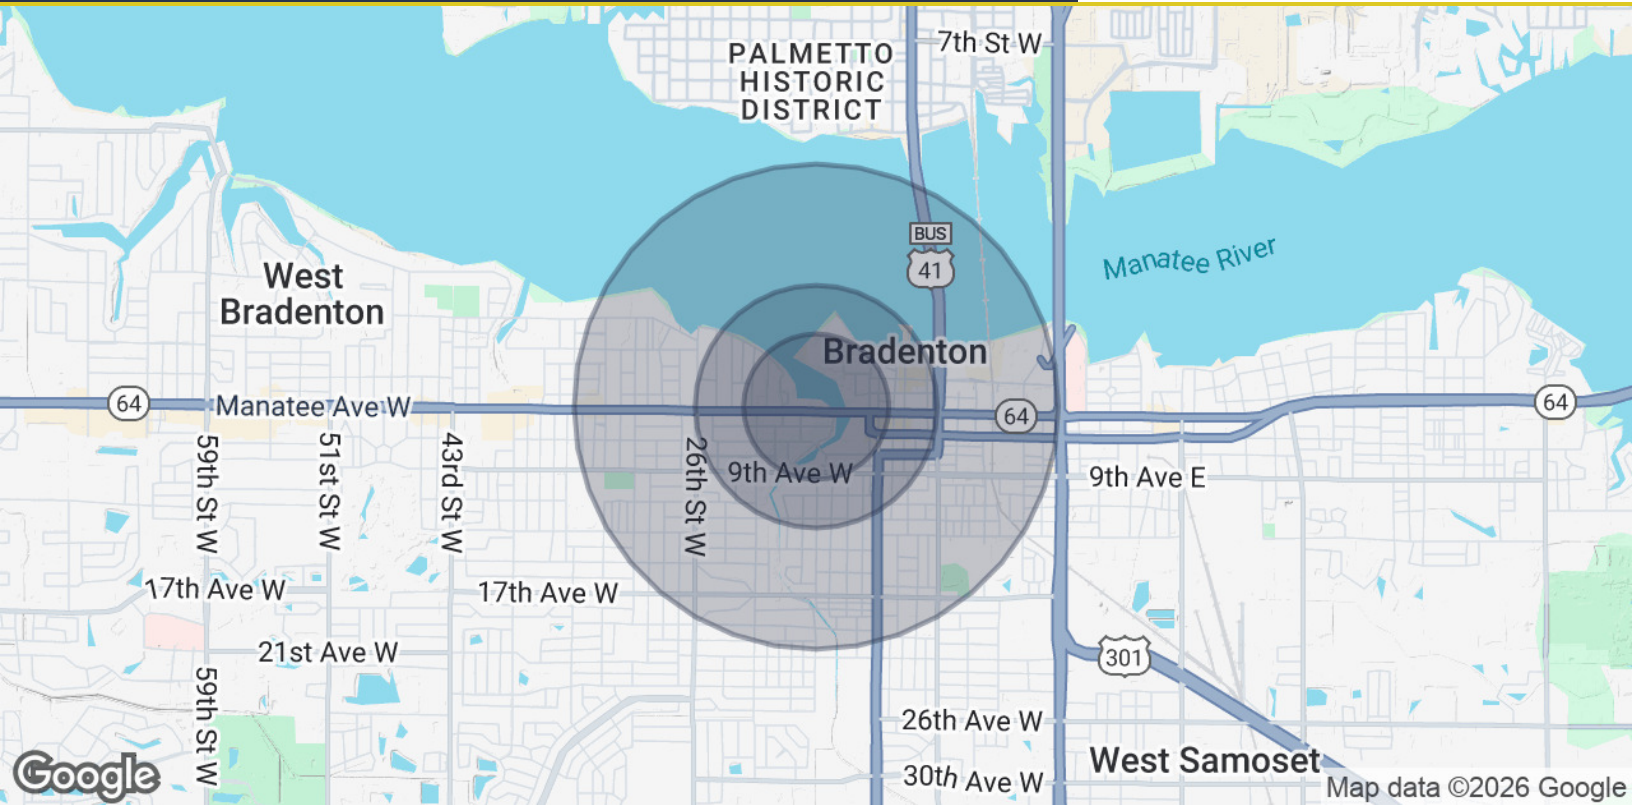 7th St W
PALMETTO
HISTORIC
DISTRICT
BUS
41
Manatee River
West
Bradenton
Bradenton
64
Manatee Ave W
64
64
59th St W
51st St W
43rd St W
26th St W
9th Ave W
9th Ave E
17th Ave W
17th Ave W
21st Ave W
301
59th St W
26th Ave W
West Samoset
30th Ave W
Google
Map data ©2026 Google